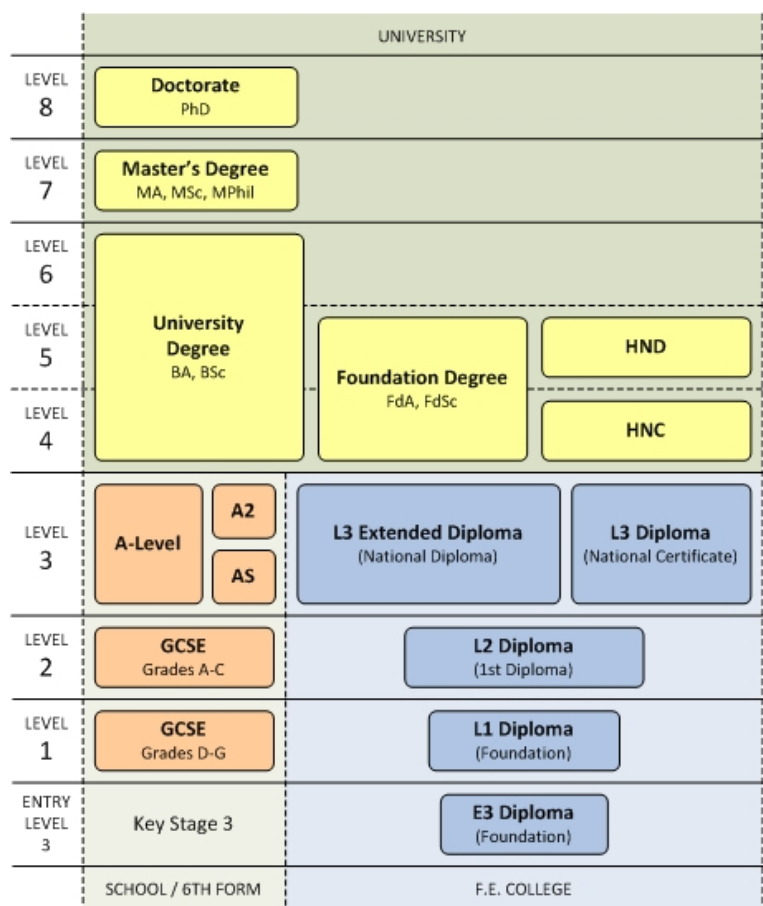 UNIVERSITY
LEVEL
8
Doctorate
PhD
LEVEL
7
Master's Degree
MA, MSc, MPhil
LEVEL
6
LEVEL
5
University
Degree
BA, BSc
HND
Foundation Degree
FdA, FdSc
LEVEL
4
HNC
LEVEL
3
A-Level
A2
AS
L3 Extended Diploma
(National Diploma)
L3 Diploma
(National Certificate)
LEVEL
2
GCSE
Grades A-C
L2 Diploma
(1st Diploma)
LEVEL
1
GCSE
Grades D-G
L1 Diploma
(Foundation)
ENTRY
LEVEL
3
Key Stage 3
E3 Diploma
(Foundation)
SCHOOL / 6TH FORM
F.E. COLLEGE